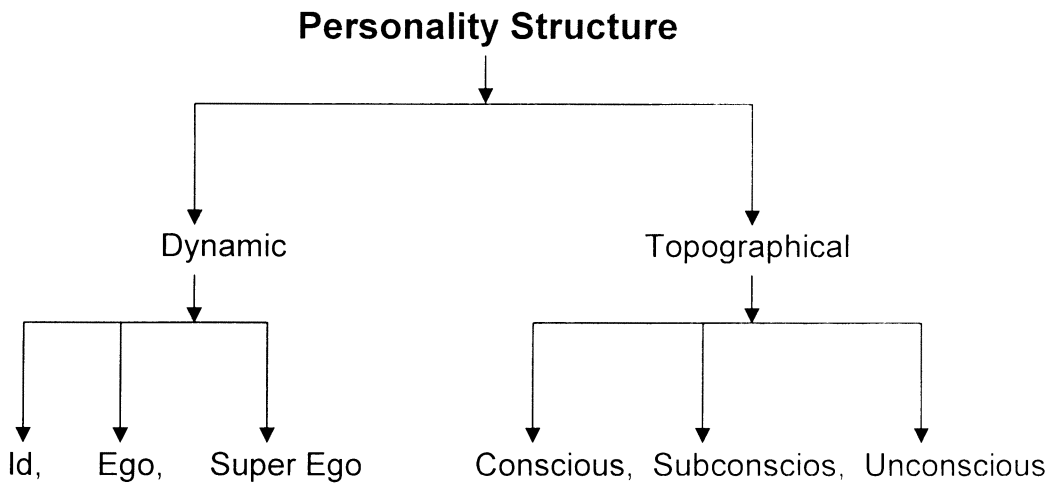 Personality Structure
Dynamic Topographical
Id, Ego, Super Ego Conscious, Subconscios, Unconscious